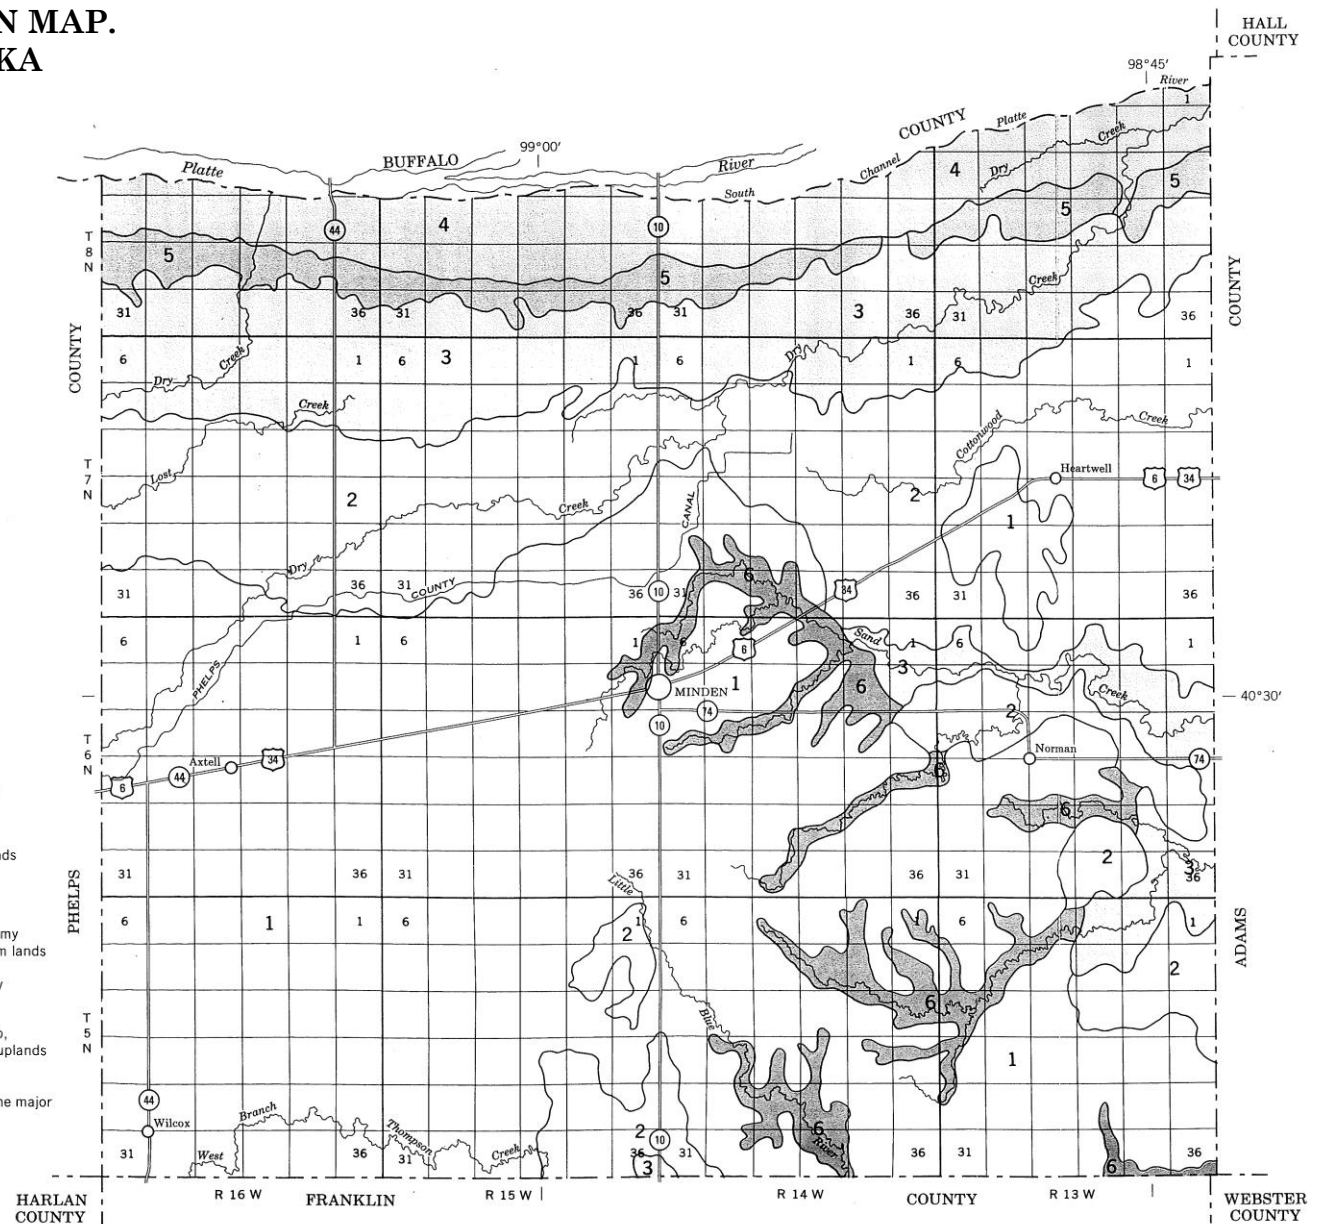 N MAP.
KA
HALL
COUNTY
98°45′
River
1
COUNTY
Platte
Creek
Dry
99°00′
BUFFALO
River
Channel
4
5
Platte
South
5
44
4
10
T
8
N
5
5
COUNTY
Creek
31
36
31
36
31
3
36
31
36
COUNTY
6
Creek
1
6
3
1
6
Dry
1
6
1
Dry
Creek
Cottonwood
Creek
T
7
N
Lost
Heartwell
6
34
2
Creek
CANAL
2
1
Dry
6
31
36
31
COUNTY
36
10
31
34
36
31
36
6
1
6
1
6
Sand
1
6
1
3
PHELPS
MINDEN
1
6
Creek
40°30′
74
2
10
T
6
N
Axtell
34
Norman
74
44
6
6
6
nds
2
31
36
31
36
31
36
31
3
36
PHELPS
Little
6
1
1
6
1
6
1
6
1
ADAMS
my
2
m lands
2
y
6
Blue
T
5
N
o,
uplands
1
ne major
44
Branch
Wilcox
Thompson
2
10
6
River
31
West
36
31
Creek
36
31
36
31
36
3
6
HARLAN
COUNTY
R 16 W
FRANKLIN
R 15 W
R 14 W
COUNTY
R 13 W
WEBSTER
COUNTY